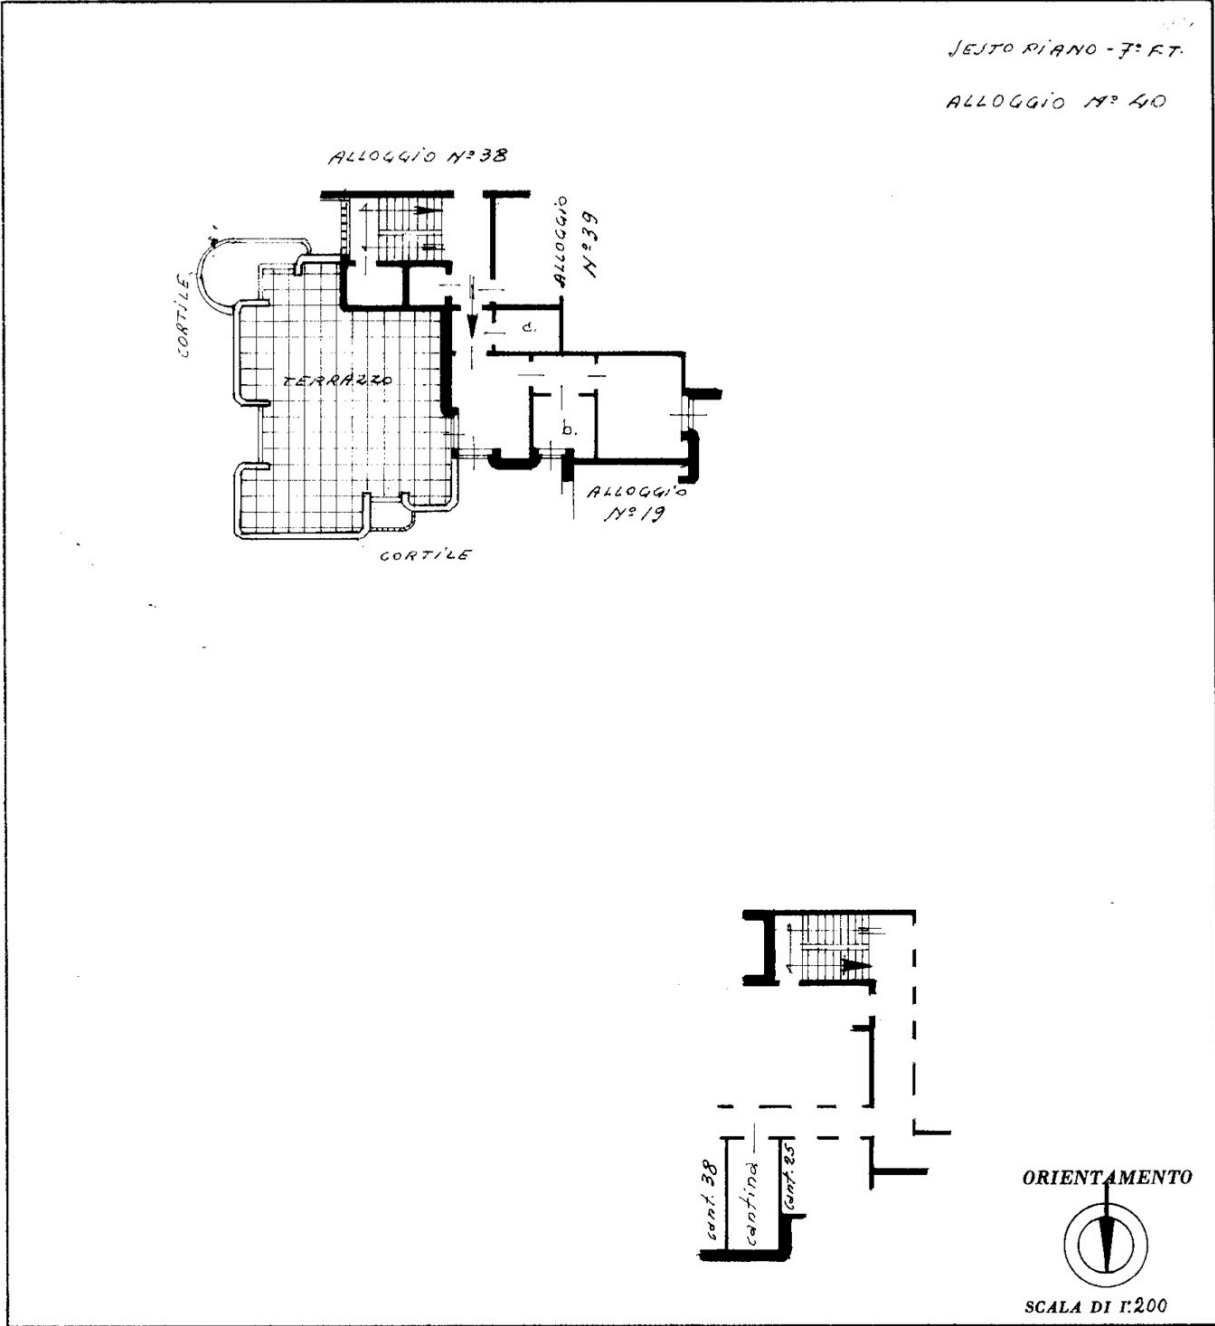 SESTO PIANO - 7° F.T.
ALLOGGIO N° 40
ALLOGGIO N° 38
ALLOGGIO
N° 39
CORTILE
c.
TERRAZZO
b.
ALLOGGIO
N° 19
CORTILE
cant. 38
cantina
cant. 25
ORIENTAMENTO
SCALA DI 1:200